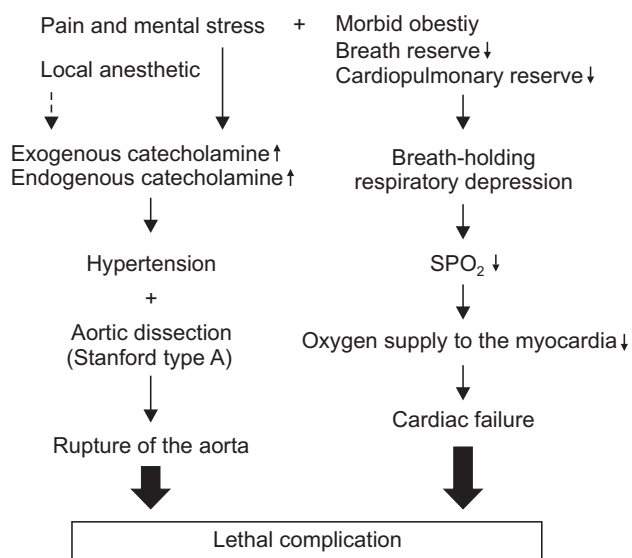 Pain and mental stress + Morbid obestiy
Local anesthetic
Breath reserve↓
Cardiopulmonary reserve↓
Exogenous catecholamine↑
Endogenous catecholamine↑
Breath-holding
respiratory depression
Hypertension
+
SPO₂ ↓
Aortic dissection
(Stanford type A)
Oxygen supply to the myocardia↓
Rupture of the aorta
Cardiac failure
Lethal complication